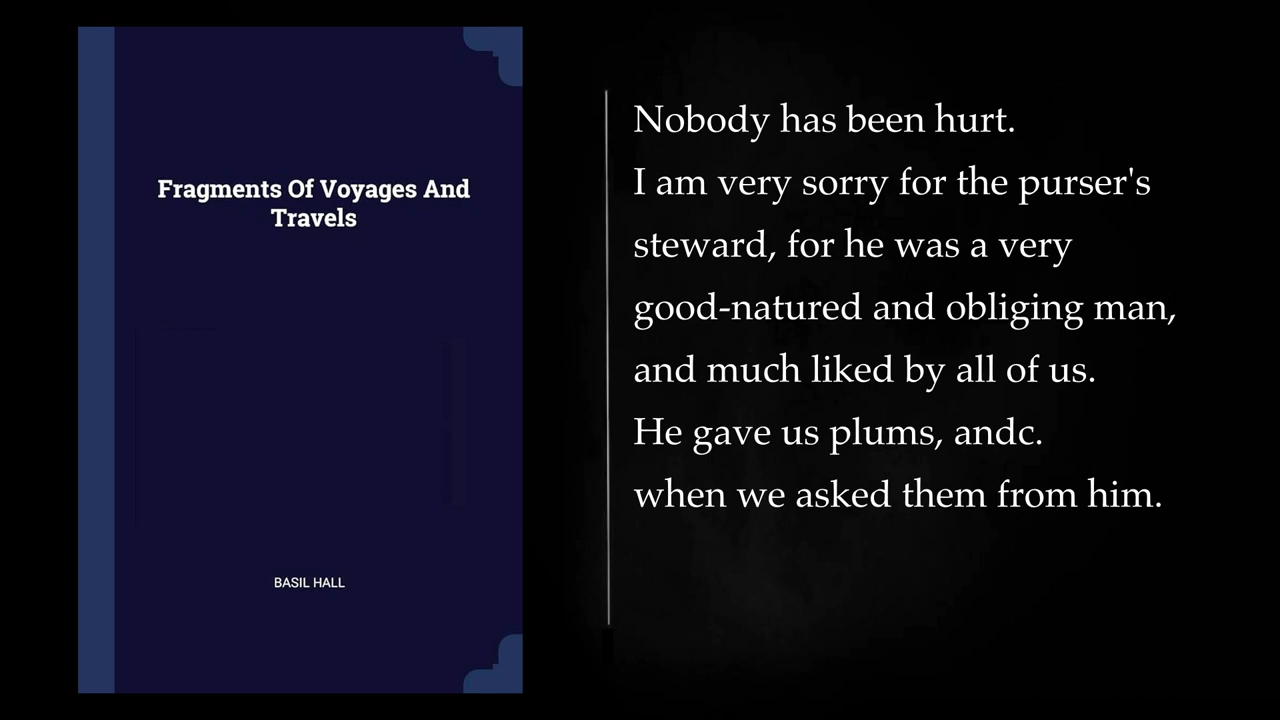 Fragments Of Voyages And
Travels
BASIL HALL
Nobody has been hurt.
I am very sorry for the purser's
steward, for he was a very
good-natured and obliging man,
and much liked by all of us.
He gave us plums, andc.
when we asked them from him.